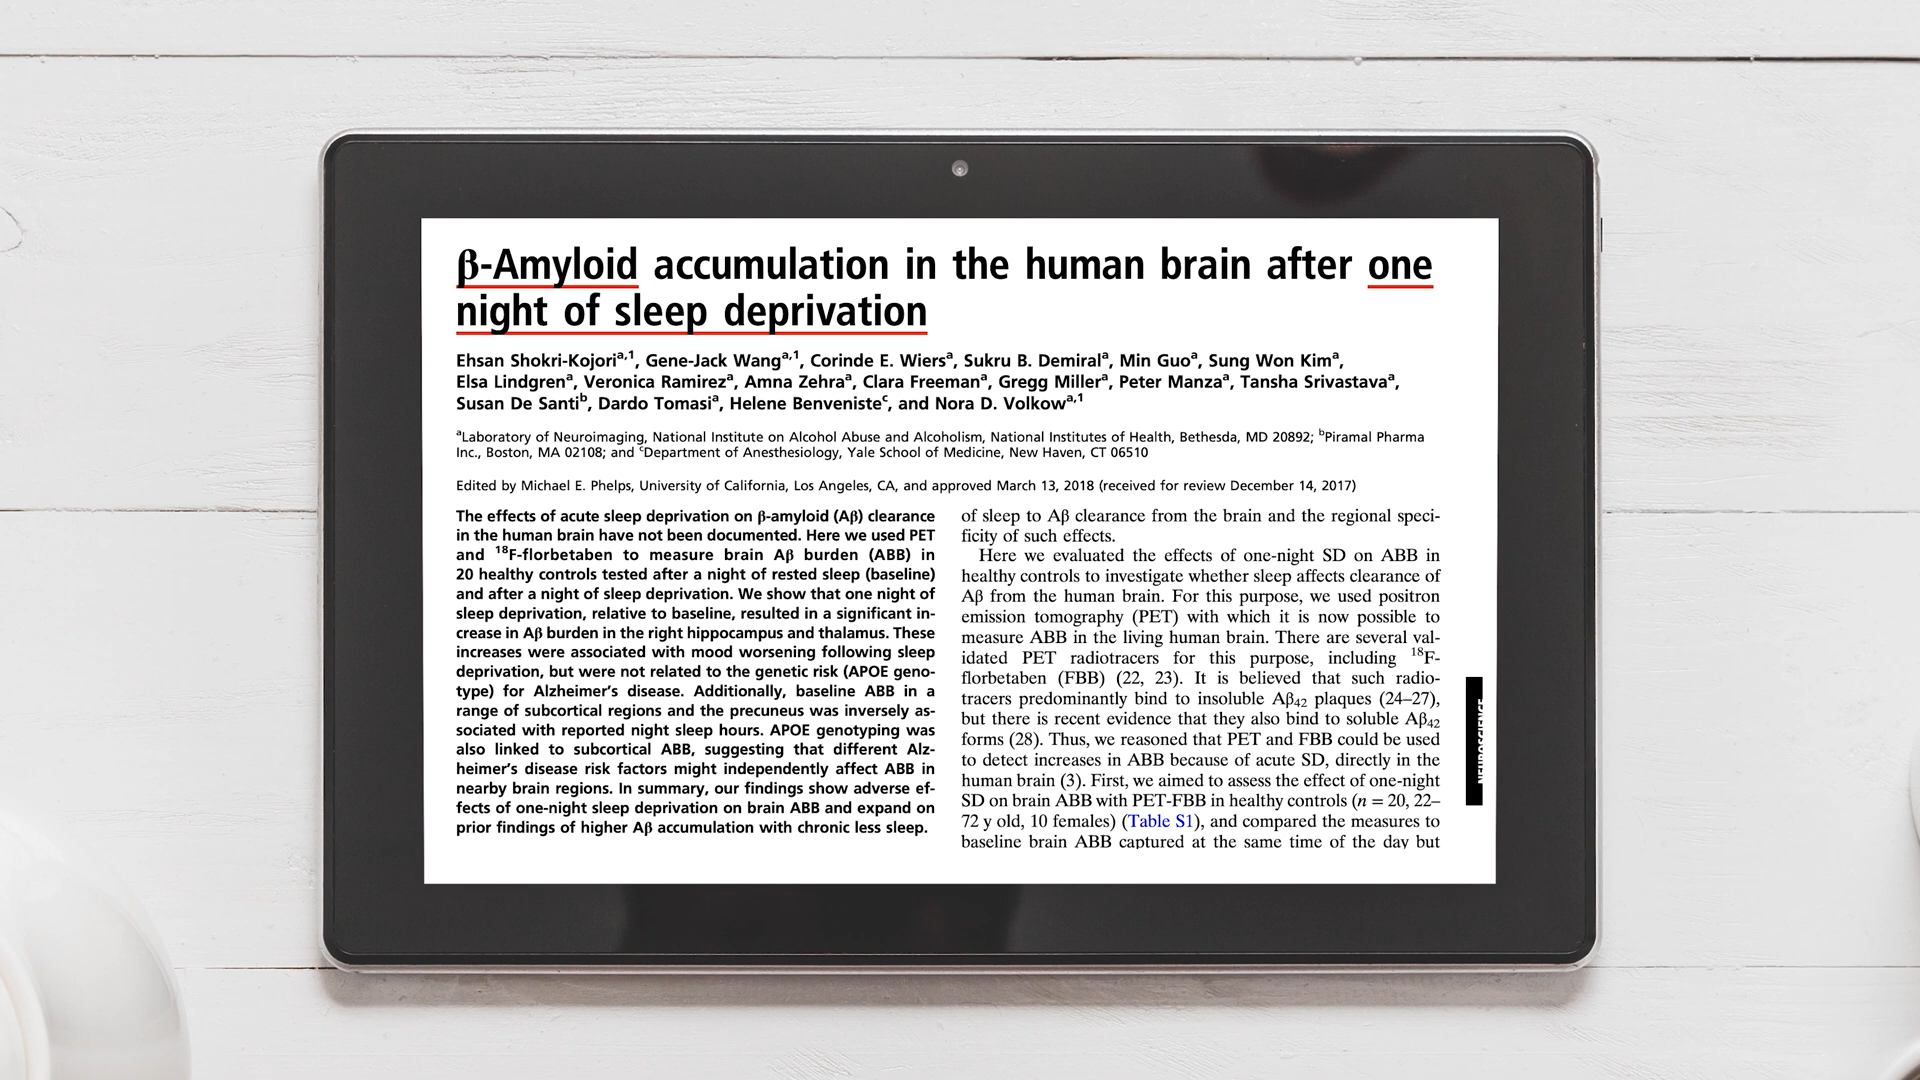 β-Amyloid accumulation in the human brain after one
night of sleep deprivation
Ehsan Shokri-Kojoriᵃ,¹, Gene-Jack Wangᵃ,¹, Corinde E. Wiersᵃ, Sukru B. Demiralᵃ, Min Guoᵃ, Sung Won Kimᵃ,
Elsa Lindgrenᵃ, Veronica Ramirezᵃ, Amna Zehraᵃ, Clara Freemanᵃ, Gregg Millerᵃ, Peter Manzaᵃ, Tansha Srivastavaᵃ,
Susan De Santiᵇ, Dardo Tomasiᵃ, Helene Benvenisteᶜ, and Nora D. Volkowᵃ,¹
ᵃLaboratory of Neuroimaging, National Institute on Alcohol Abuse and Alcoholism, National Institutes of Health, Bethesda, MD 20892; ᵇPiramal Pharma
Inc., Boston, MA 02108; and ᶜDepartment of Anesthesiology, Yale School of Medicine, New Haven, CT 06510
Edited by Michael E. Phelps, University of California, Los Angeles, CA, and approved March 13, 2018 (received for review December 14, 2017)
The effects of acute sleep deprivation on β-amyloid (Aβ) clearance
in the human brain have not been documented. Here we used PET
and ¹⁸F-florbetaben to measure brain Aβ burden (ABB) in
20 healthy controls tested after a night of rested sleep (baseline)
and after a night of sleep deprivation. We show that one night of
sleep deprivation, relative to baseline, resulted in a significant in-
crease in Aβ burden in the right hippocampus and thalamus. These
increases were associated with mood worsening following sleep
deprivation, but were not related to the genetic risk (APOE geno-
type) for Alzheimer's disease. Additionally, baseline ABB in a
range of subcortical regions and the precuneus was inversely as-
sociated with reported night sleep hours. APOE genotyping was
also linked to subcortical ABB, suggesting that different Alz-
heimer's disease risk factors might independently affect ABB in
nearby brain regions. In summary, our findings show adverse ef-
fects of one-night sleep deprivation on brain ABB and expand on
prior findings of higher Aβ accumulation with chronic less sleep.
of sleep to Aβ clearance from the brain and the regional speci-
ficity of such effects.
Here we evaluated the effects of one-night SD on ABB in
healthy controls to investigate whether sleep affects clearance of
Aβ from the human brain. For this purpose, we used positron
emission tomography (PET) with which it is now possible to
measure ABB in the living human brain. There are several val-
idated PET radiotracers for this purpose, including ¹⁸F-
florbetaben (FBB) (22, 23). It is believed that such radio-
tracers predominantly bind to insoluble Aβ₄₂ plaques (24–27),
but there is recent evidence that they also bind to soluble Aβ₄₂
forms (28). Thus, we reasoned that PET and FBB could be used
to detect increases in ABB because of acute SD, directly in the
human brain (3). First, we aimed to assess the effect of one-night
SD on brain ABB with PET-FBB in healthy controls (n = 20, 22–
72 y old, 10 females) (Table S1), and compared the measures to
baseline brain ABB captured at the same time of the day but
NEUROSCIENCE